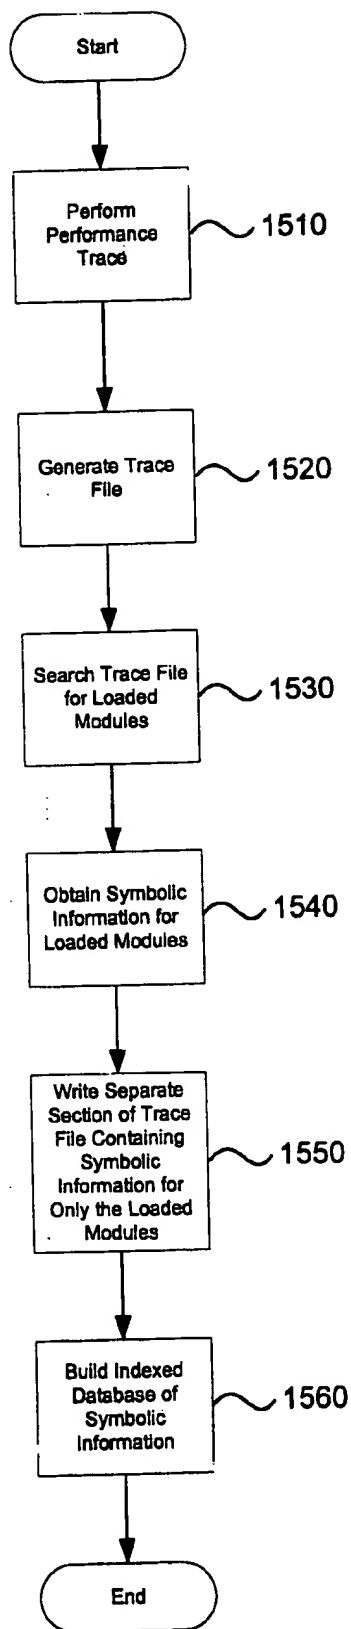 Start
Perform
Performance
Trace
1510
Generate Trace
File
1520
Search Trace File
for Loaded
Modules
1530
Obtain Symbolic
Information for
Loaded Modules
1540
Write Separate
Section of Trace
File Containing
Symbolic
Information for
Only the Loaded
Modules
1550
Build Indexed
Database of
Symbolic
Information
1560
End